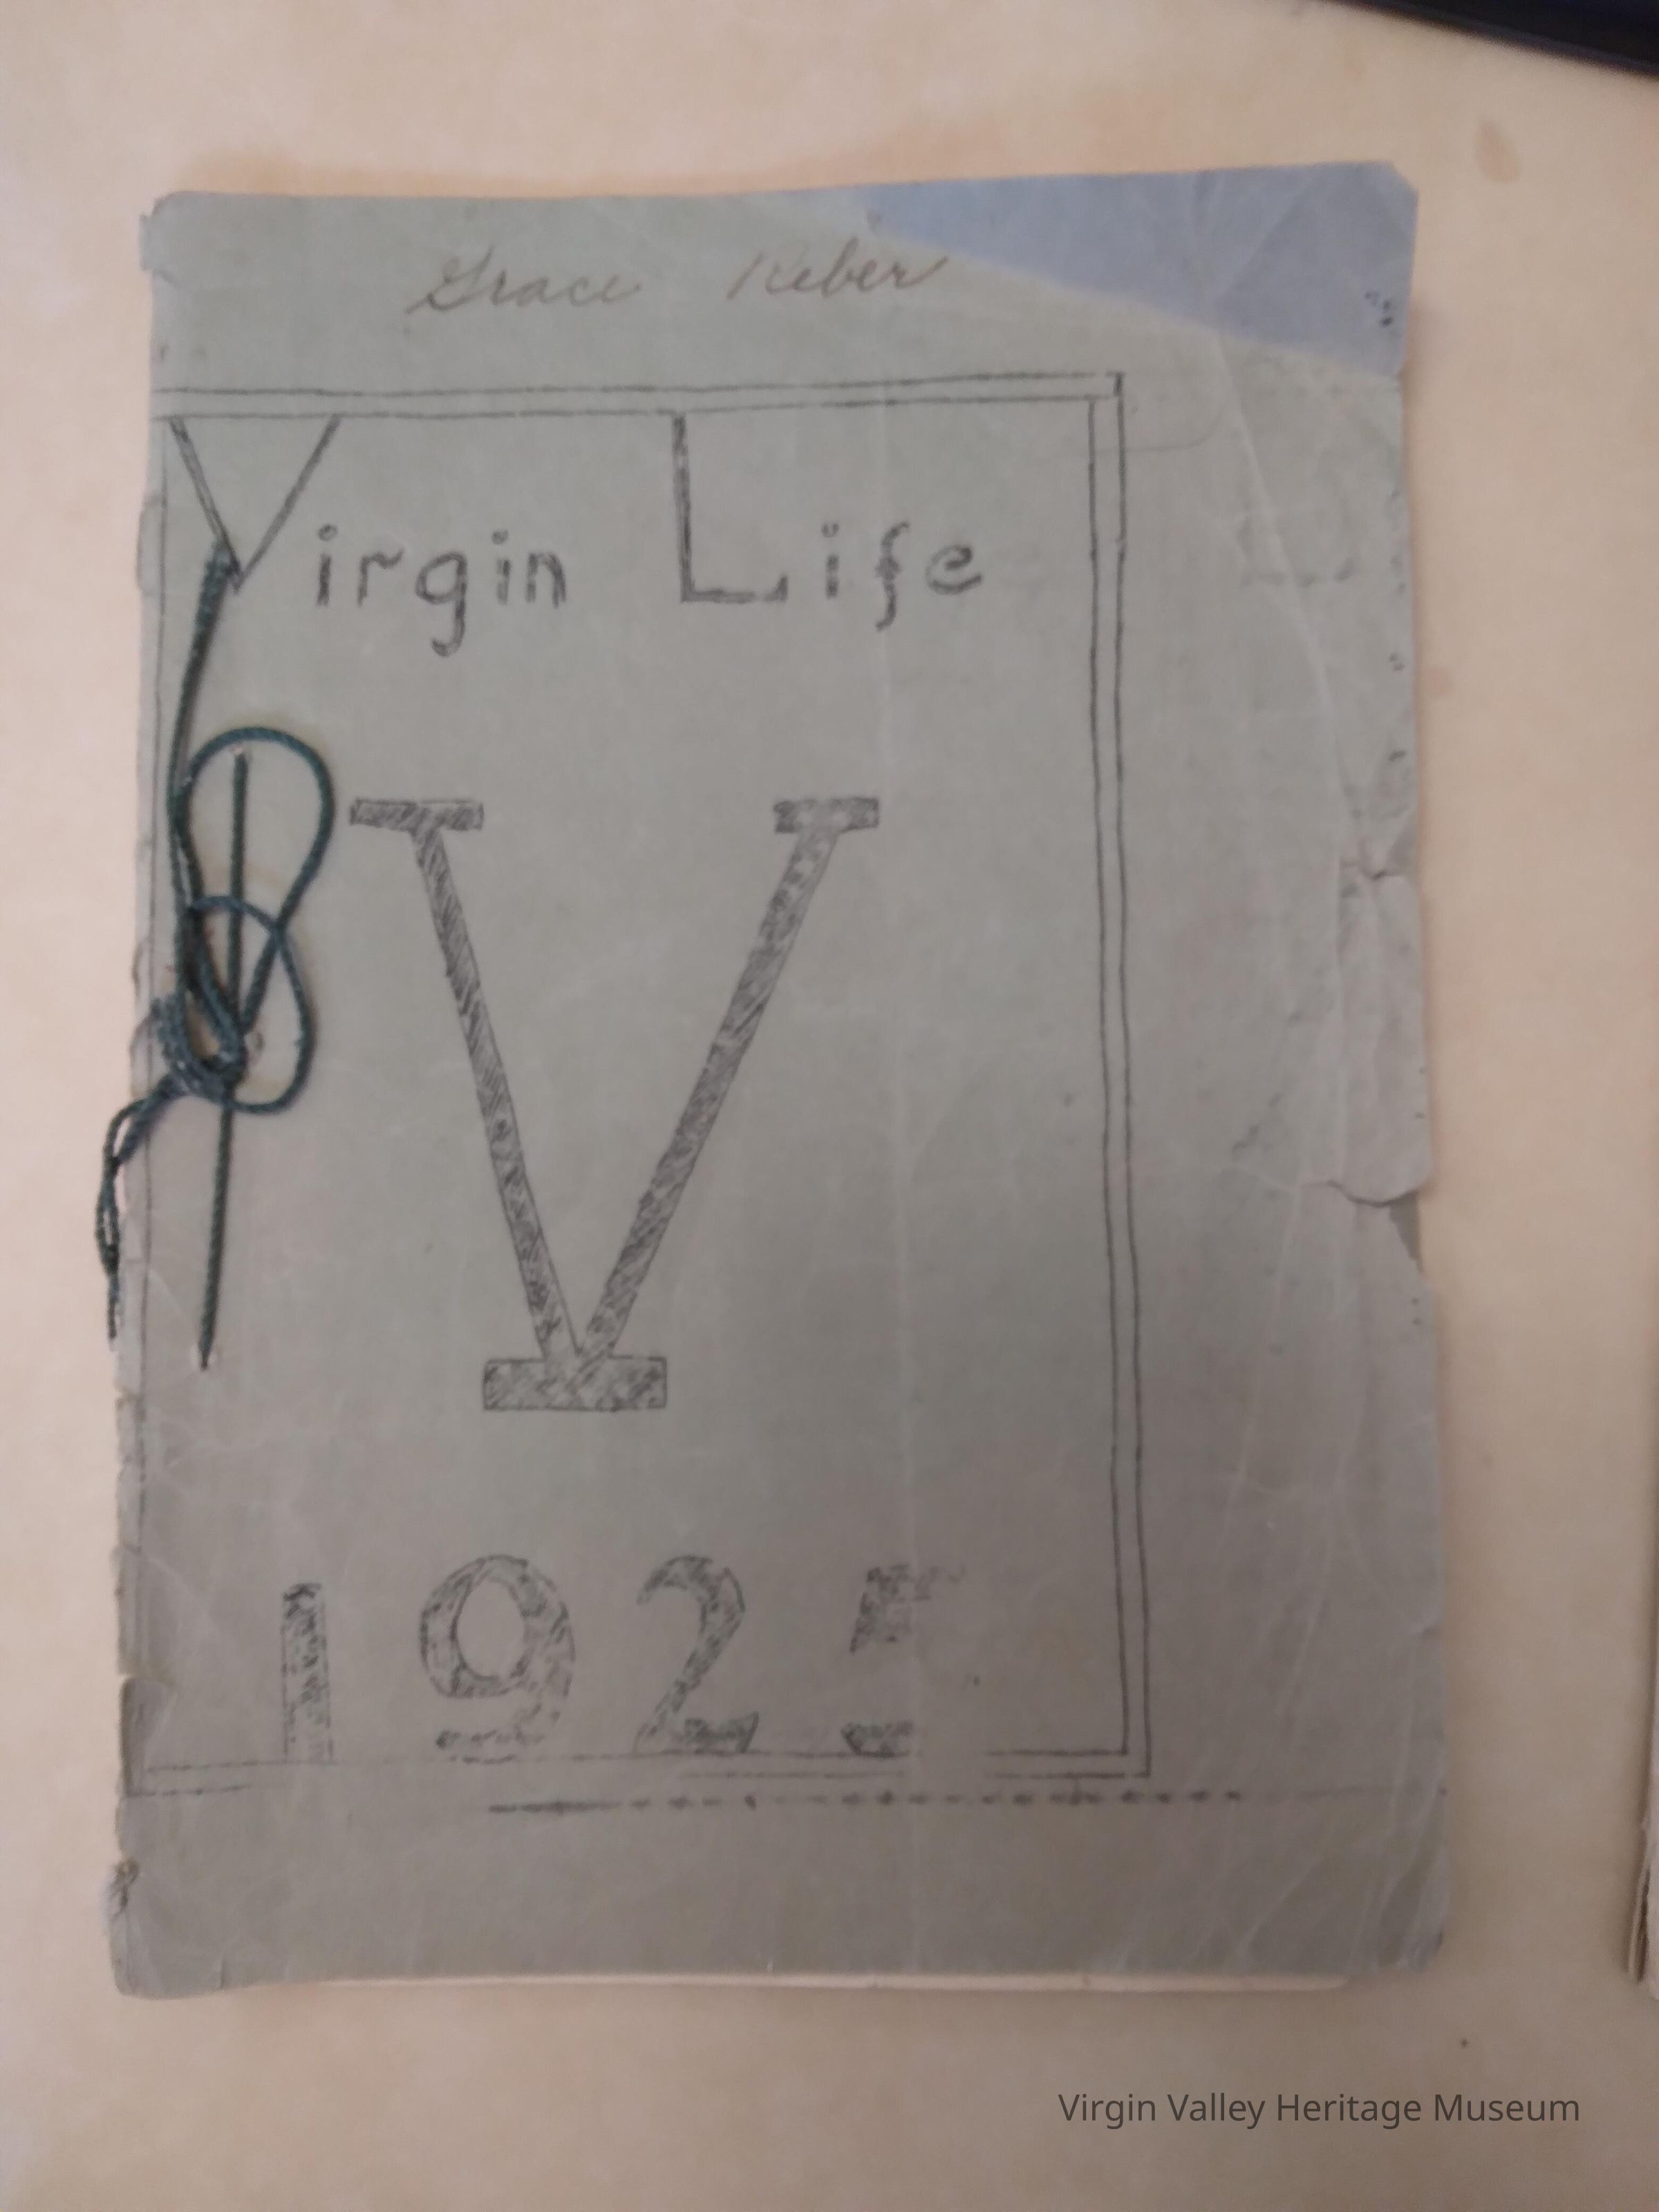 Grace Reber
Virgin Life
V
1925
Virgin Valley Heritage Museum